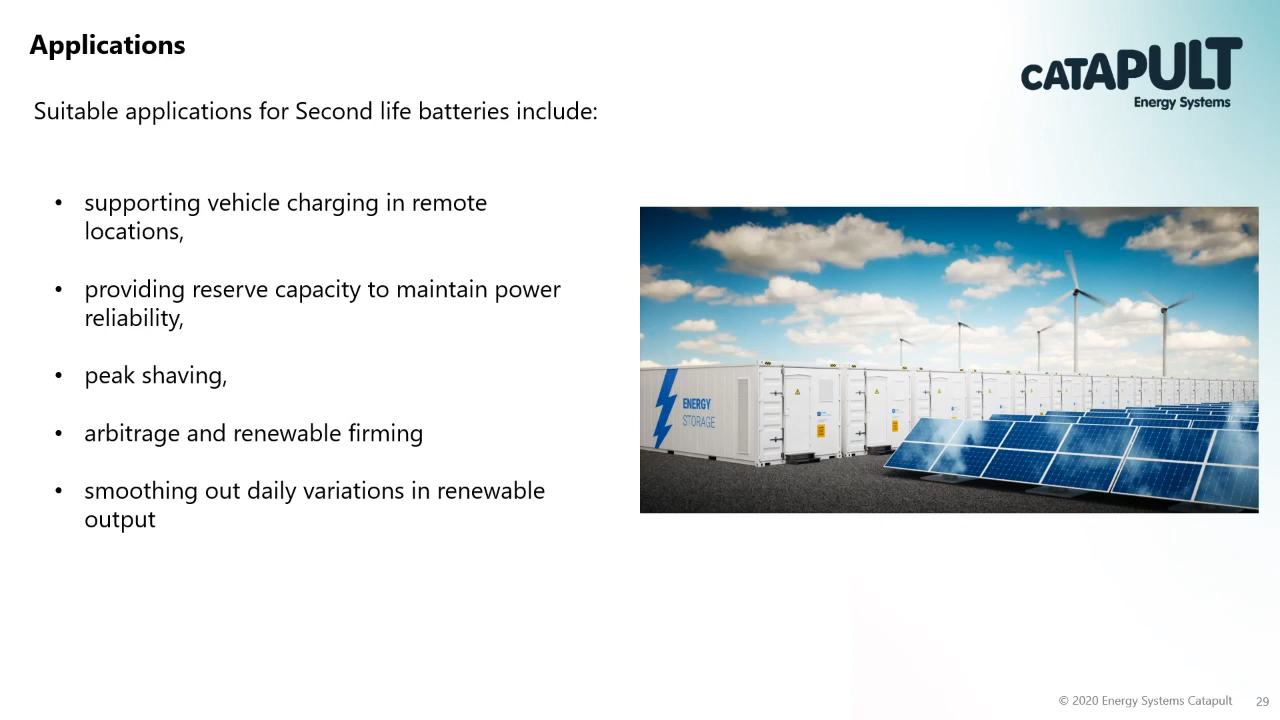 Applications
CATAPULT
Energy Systems
Suitable applications for Second life batteries include:
• supporting vehicle charging in remote
locations,
• providing reserve capacity to maintain power
reliability,
• peak shaving,
• arbitrage and renewable firming
• smoothing out daily variations in renewable
output
ENERGY
STORAGE
© 2020 Energy Systems Catapult
29